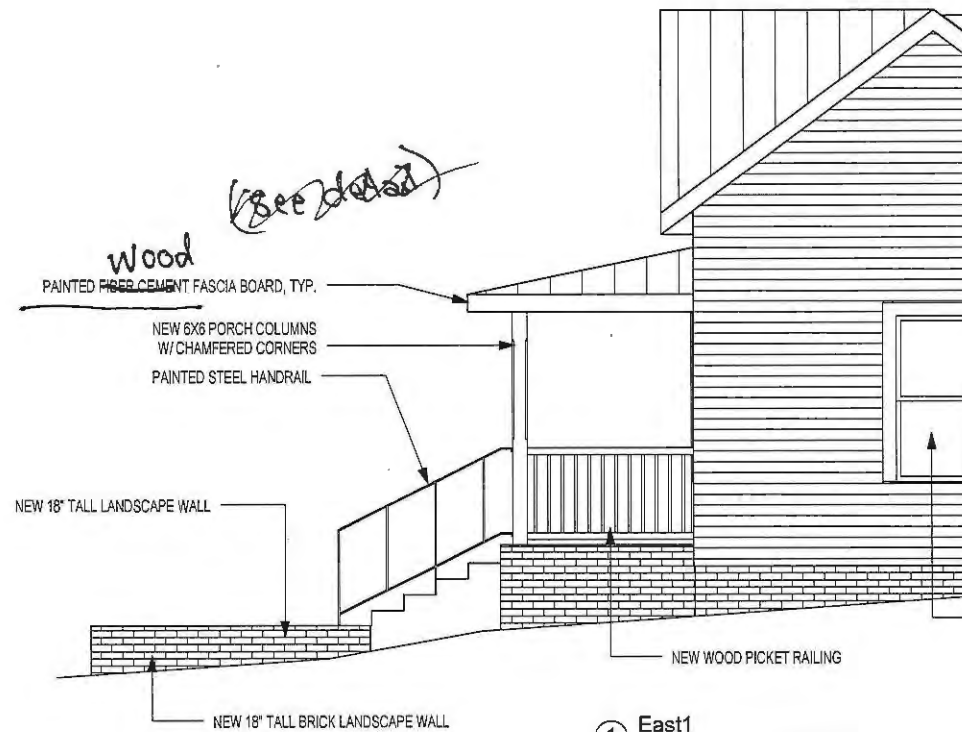 (see detail)
Wood
PAINTED FIBER CEMENT FASCIA BOARD, TYP.
NEW 6X6 PORCH COLUMNS
W/ CHAMFERED CORNERS
PAINTED STEEL HANDRAIL
NEW 18" TALL LANDSCAPE WALL
NEW WOOD PICKET RAILING
NEW 18" TALL BRICK LANDSCAPE WALL
East1